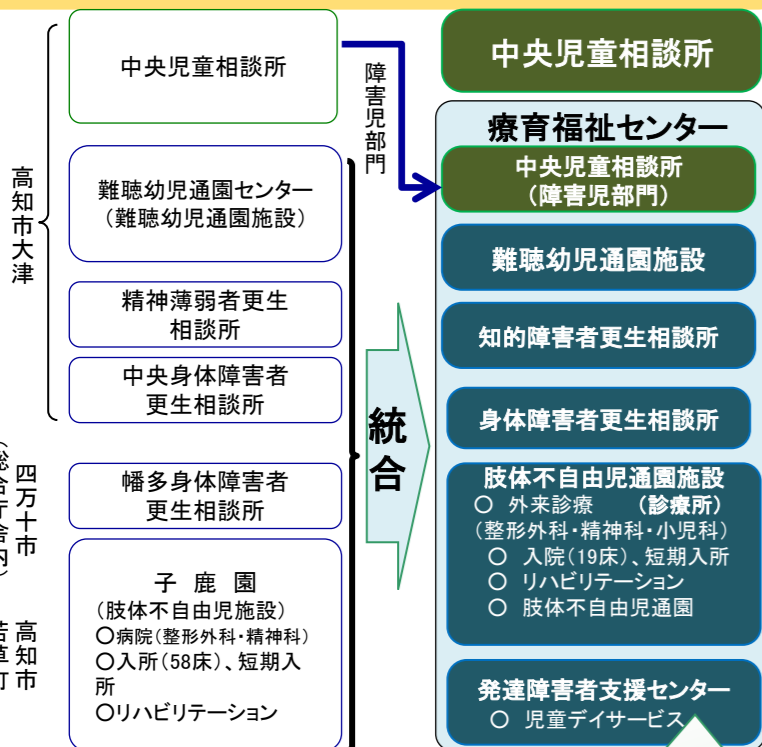 高知市大津
中央児童相談所
難聴幼児通園センター
(難聴幼児通園施設)
精神薄弱者更生
相談所
中央身体障害者
更生相談所
四万十市
(総合庁舎内)
幡多身体障害者
更生相談所
高知市
若草町
子鹿園
(肢体不自由児施設)
〇病院(整形外科・精神科)
〇入所(58床)、短期入
所
〇リハビリテーション
障害児部門
統合
中央児童相談所
療育福祉センター
中央児童相談所
(障害児部門)
難聴幼児通園施設
知的障害者更生相談所
身体障害者更生相談所
肢体不自由児通園施設
〇 外来診療 (診療所)
(整形外科・精神科・小児科)
〇 入院(19床)、短期入所
〇 リハビリテーション
〇 肢体不自由児通園
発達障害者支援センター
〇 児童デイサービス